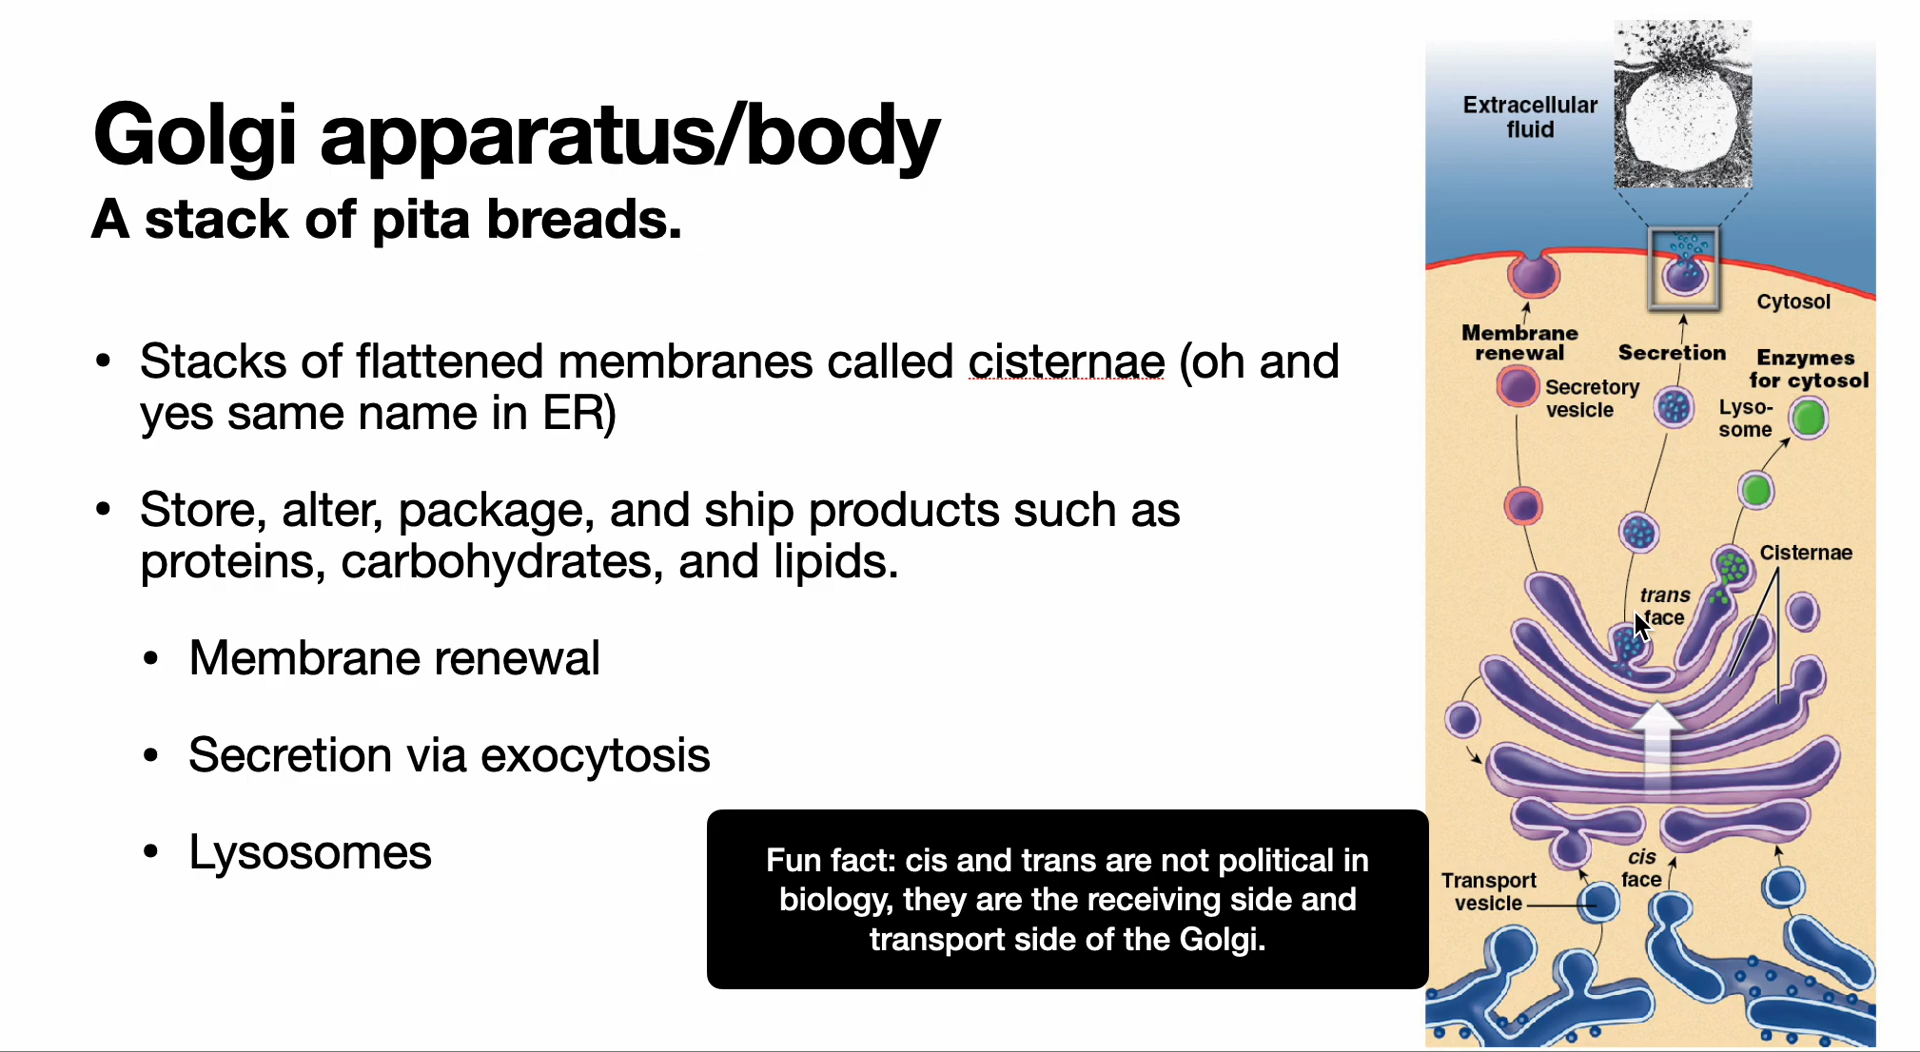 Golgi apparatus/body
A stack of pita breads.
• Stacks of flattened membranes called cisternae (oh and
yes same name in ER)
• Store, alter, package, and ship products such as
proteins, carbohydrates, and lipids.
• Membrane renewal
• Secretion via exocytosis
• Lysosomes
Fun fact: cis and trans are not political in
biology, they are the receiving side and
transport side of the Golgi.
Extracellular
fluid
Cytosol
Membrane
renewal
Secretion
Enzymes
for cytosol
Secretory
vesicle
Lyso-
some
Cisternae
trans
face
cis
face
Transport
vesicle